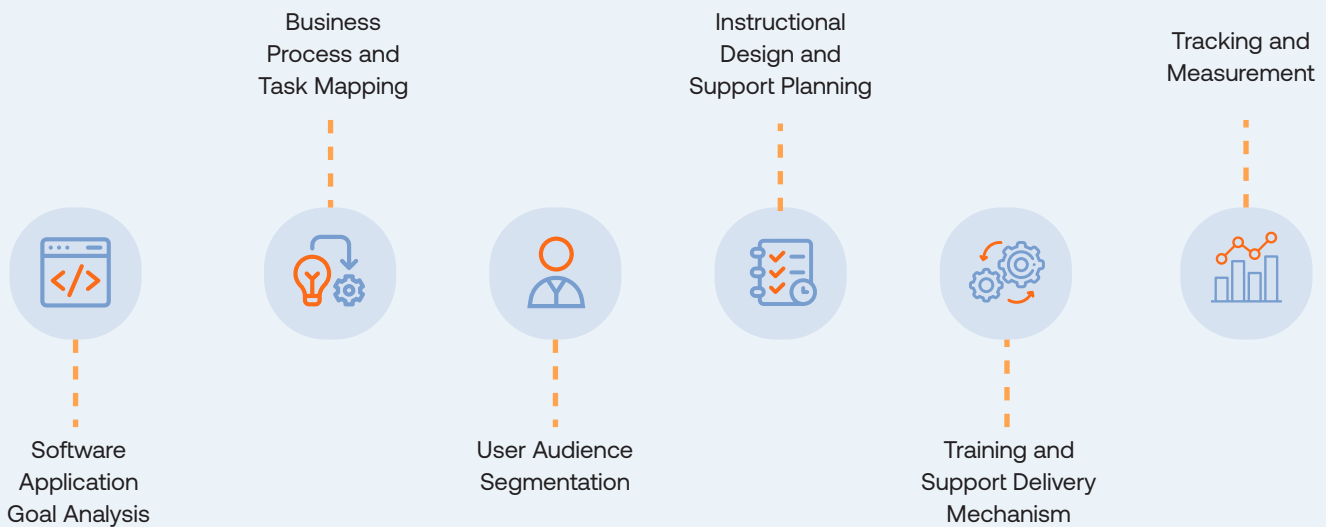 Software
Application
Goal Analysis
Business
Process and
Task Mapping
User Audience
Segmentation
Instructional
Design and
Support Planning
Training and
Support Delivery
Mechanism
Tracking and
Measurement